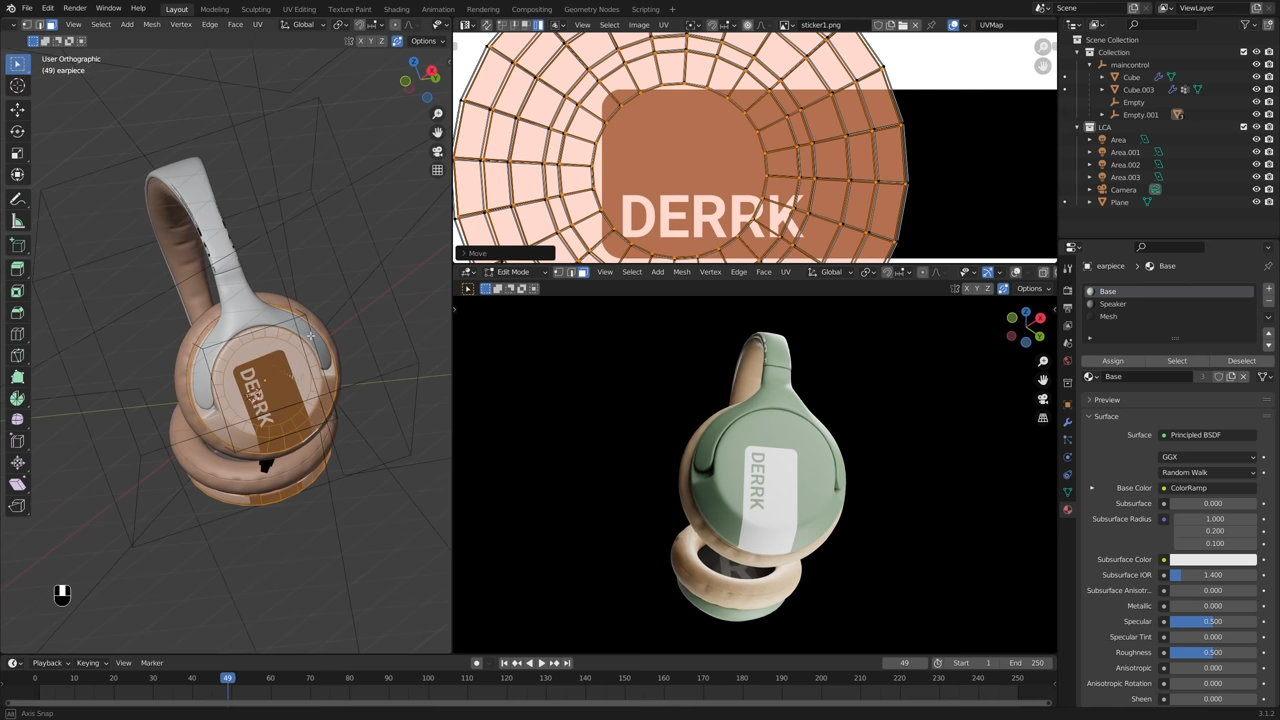 File Edit Render Window Help Layout Modeling Sculpting UV Editing Texture Paint Shading Animation Rendering Compositing Geometry Nodes Scripting Scene ViewLayer
View Select Add Mesh Vertex Edge Face UV Global
View Select Image UV sticker1.png UVMap
X Y Z Options
User Orthographic
(49) earpiece
Z
X
Y
DERRK
DERRK
Move
Edit Mode View Select Add Mesh Vertex Edge Face UV Global
X Y Z Options
Z
X
Y
DERRK
Scene Collection
Collection
maincontrol
Cube
Cube.003
Empty
Empty.001
LCA
Area
Area.001
Area.002
Area.003
Camera
Plane
earpiece Base
Base
Speaker
Mesh
Assign Select Deselect
Base 3
Preview
Surface
Surface Principled BSDF
GGX
Random Walk
Base Color ColorRamp
Subsurface 0.000
Subsurface Radius 1.000
0.200
0.100
Subsurface Color
Subsurface IOR 1.400
Subsurface Anisotr... 0.000
Metallic 0.000
Specular 0.500
Specular Tint 0.000
Roughness 0.500
Anisotropic 0.000
Anisotropic Rotation 0.000
Sheen 0.000
Playback Keying View Marker 49 Start 1 End 250
0 10 20 30 40 49 60 70 80 90 100 110 120 130 140 150 160 170 180 190 200 210 220 230 240 250
Axis Snap 3.1.2